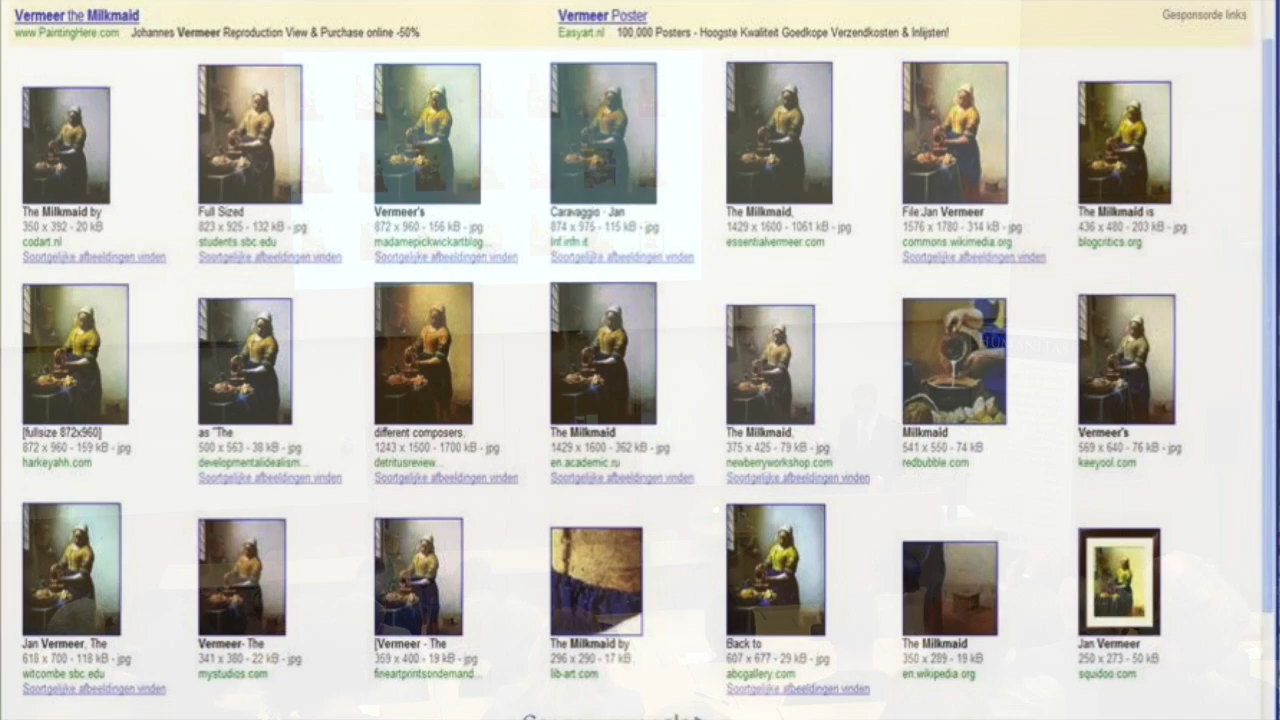 Vermeer the Milkmaid
www.PaintingHere.com Johannes Vermeer Reproduction View & Purchase online -50%
Vermeer Poster
Easyart.nl 100,000 Posters - Hoogste Kwaliteit Goedkope Verzendkosten & Inlijsten!
Gesponsorde links
The Milkmaid by
350 x 392 - 20 kB
codart.nl
Soortgelijke afbeeldingen vinden
Full Sized
823 x 925 - 132 kB - jpg
students.sbc.edu
Soortgelijke afbeeldingen vinden
Vermeer's
872 x 960 - 156 kB - jpg
madamepickwickartblog...
Soortgelijke afbeeldingen vinden
Caravaggio · Jan
874 x 975 - 115 kB - jpg
lnf.infn.it
Soortgelijke afbeeldingen vinden
The Milkmaid,
1429 x 1600 - 1061 kB - jpg
essentialvermeer.com
File:Jan Vermeer
1576 x 1780 - 314 kB - jpg
commons.wikimedia.org
Soortgelijke afbeeldingen vinden
The Milkmaid is
436 x 480 - 203 kB - jpg
blogcritics.org
[fullsize 872x960]
872 x 960 - 159 kB - jpg
harkeyahh.com
as "The
500 x 563 - 38 kB - jpg
developmentalidealism...
Soortgelijke afbeeldingen vinden
different composers.
1243 x 1500 - 1700 kB - jpg
detritusreview...
Soortgelijke afbeeldingen vinden
The Milkmaid
1429 x 1600 - 362 kB - jpg
en.academic.ru
Soortgelijke afbeeldingen vinden
The Milkmaid,
375 x 425 - 79 kB - jpg
newberryworkshop.com
Soortgelijke afbeeldingen vinden
Milkmaid
541 x 550 - 74 kB
redbubble.com
Vermeer's
569 x 640 - 76 kB - jpg
keeyool.com
Jan Vermeer, The
618 x 700 - 118 kB - jpg
witcombe.sbc.edu
Soortgelijke afbeeldingen vinden
Vermeer- The
341 x 380 - 22 kB - jpg
mystudios.com
[Vermeer - The
359 x 400 - 19 kB - jpg
fineartprintsondemand...
The Milkmaid by
296 x 290 - 17 kB
lib-art.com
Back to
607 x 677 - 29 kB - jpg
abcgallery.com
Soortgelijke afbeeldingen vinden
The Milkmaid
350 x 289 - 19 kB
en.wikipedia.org
Jan Vermeer
250 x 273 - 50 kB
squidoo.com